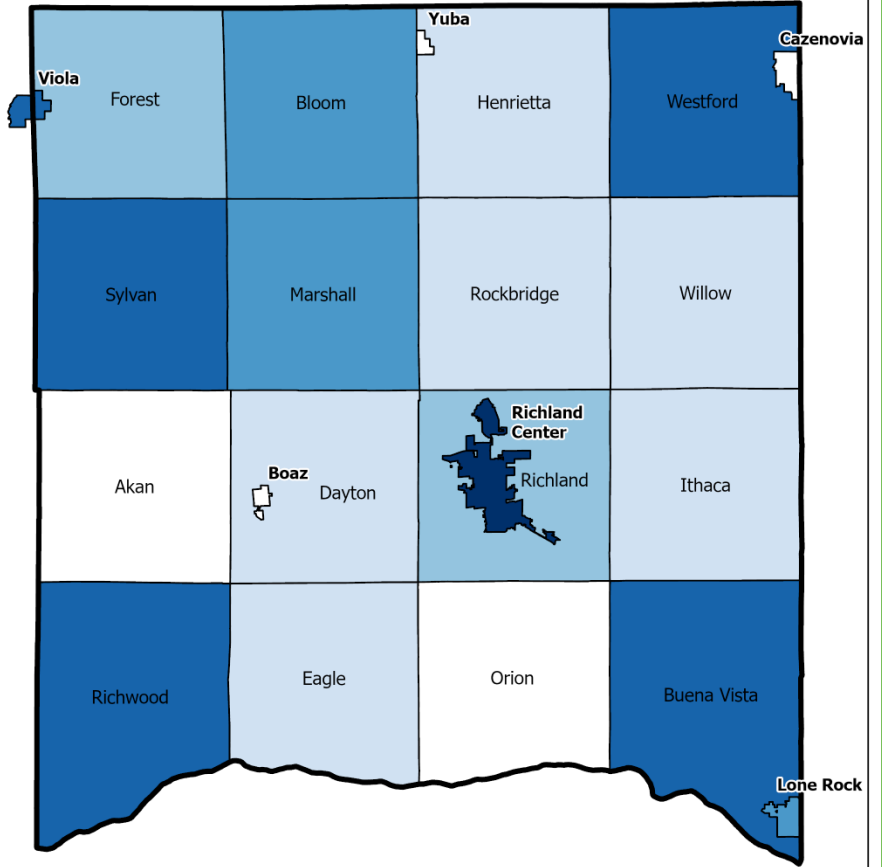 Yuba
Cazenovia
Viola
Forest
Bloom
Henrietta
Westford
Sylvan
Marshall
Rockbridge
Willow
Richland
Center
Boaz
Akan
Dayton
Richland
Ithaca
Richwood
Eagle
Orion
Buena Vista
Lone Rock